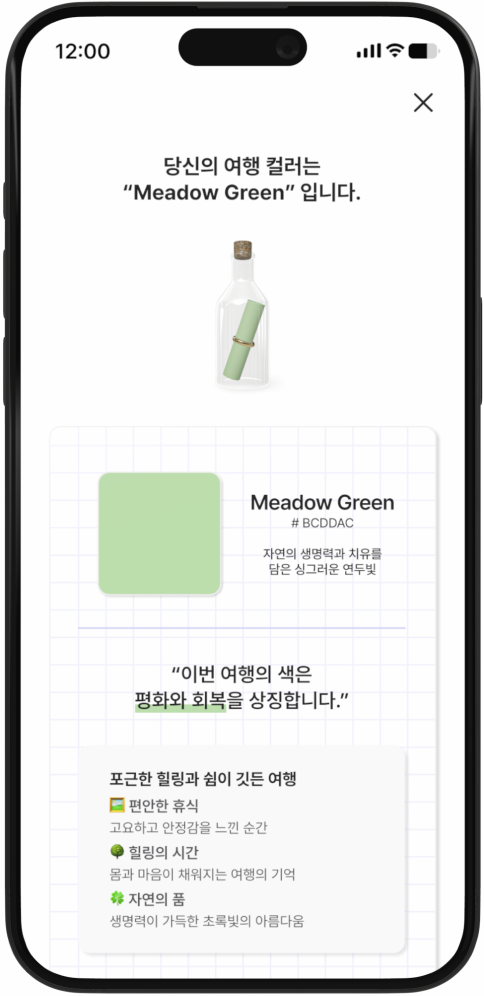 12:00
당신의 여행 컬러는
“Meadow Green” 입니다.
Meadow Green
# BCDDAC
자연의 생명력과 치유를
담은 싱그러운 연두빛
“이번 여행의 색은
평화와 회복을 상징합니다.”
포근한 힐링과 쉼이 깃든 여행
편안한 휴식
고요하고 안정감을 느낀 순간
힐링의 시간
몸과 마음이 채워지는 여행의 기억
자연의 품
생명력이 가득한 초록빛의 아름다움